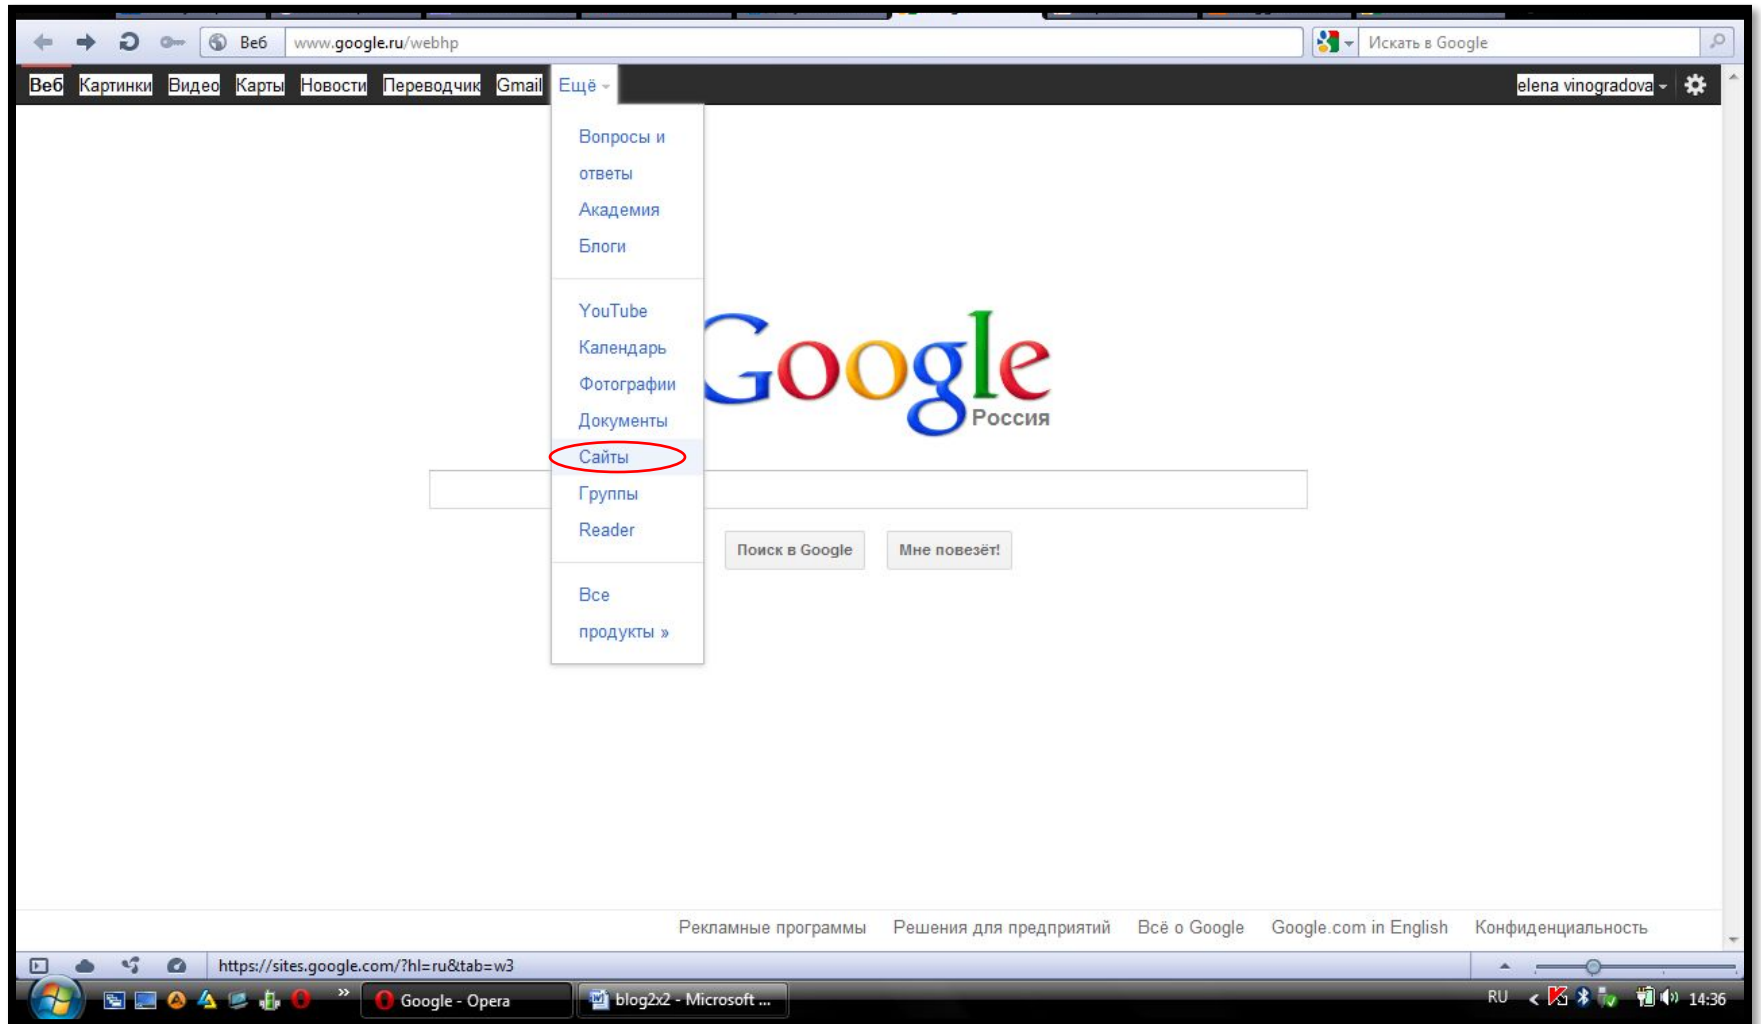 Веб www.google.ru/webhp Искать в Google
Веб Картинки Видео Карты Новости Переводчик Gmail Ещё elena vinogradova
Вопросы и
ответы
Академия
Блоги
YouTube
Календарь
Фотографии
Документы
Сайты
Группы
Reader
Все
продукты »
Google
Россия
Поиск в Google Мне повезёт!
Рекламные программы Решения для предприятий Всё о Google Google.com in English Конфиденциальность
https://sites.google.com/?hl=ru&tab=w3
» Google - Opera blog2x2 - Microsoft ... RU 14:36